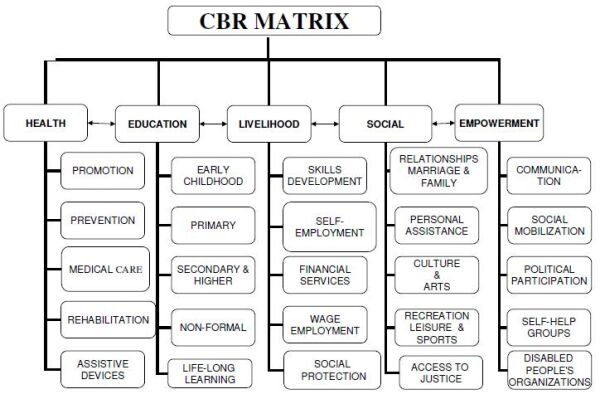 CBR MATRIX
HEALTH
EDUCATION
LIVELIHOOD
SOCIAL
EMPOWERMENT
PROMOTION
PREVENTION
MEDICAL CARE
REHABILITATION
ASSISTIVE
DEVICES
EARLY
CHILDHOOD
PRIMARY
SECONDARY &
HIGHER
NON-FORMAL
LIFE-LONG
LEARNING
SKILLS
DEVELOPMENT
SELF-
EMPLOYMENT
FINANCIAL
SERVICES
WAGE
EMPLOYMENT
SOCIAL
PROTECTION
RELATIONSHIPS
MARRIAGE &
FAMILY
PERSONAL
ASSISTANCE
CULTURE
&
ARTS
RECREATION
LEISURE &
SPORTS
ACCESS TO
JUSTICE
COMMUNICA-
TION
SOCIAL
MOBILIZATION
POLITICAL
PARTICIPATION
SELF-HELP
GROUPS
DISABLED
PEOPLE'S
ORGANIZATIONS